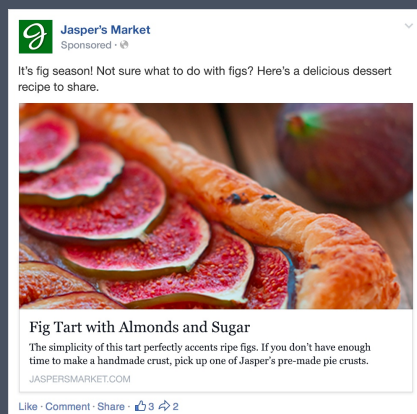 Jasper's Market
Sponsored ·
It's fig season! Not sure what to do with figs? Here's a delicious dessert
recipe to share.
Fig Tart with Almonds and Sugar
The simplicity of this tart perfectly accents ripe figs. If you don't have enough
time to make a handmade crust, pick up one of Jasper's pre-made pie crusts.
JASPERSMARKET.COM
Like · Comment · Share · 3 2